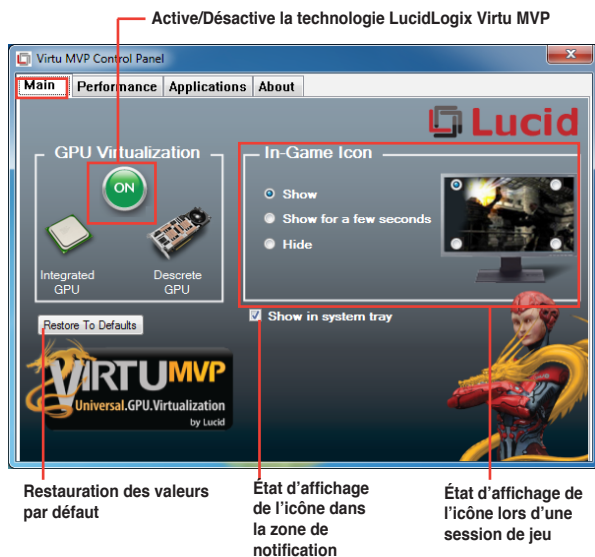 Active/Désactive la technologie LucidLogix Virtu MVP
Virtu MVP Control Panel
Main Performance Applications About
Lucid
GPU Virtualization
ON
Integrated
GPU
Descrete
GPU
In-Game Icon
Show
Show for a few seconds
Hide
Restore To Defaults
Show in system tray
VIRTU MVP
Universal.GPU.Virtualization
by Lucid
Restauration des valeurs
par défaut
État d’affichage
de l’icône dans
la zone de
notification
État d’affichage de
l’icône lors d’une
session de jeu